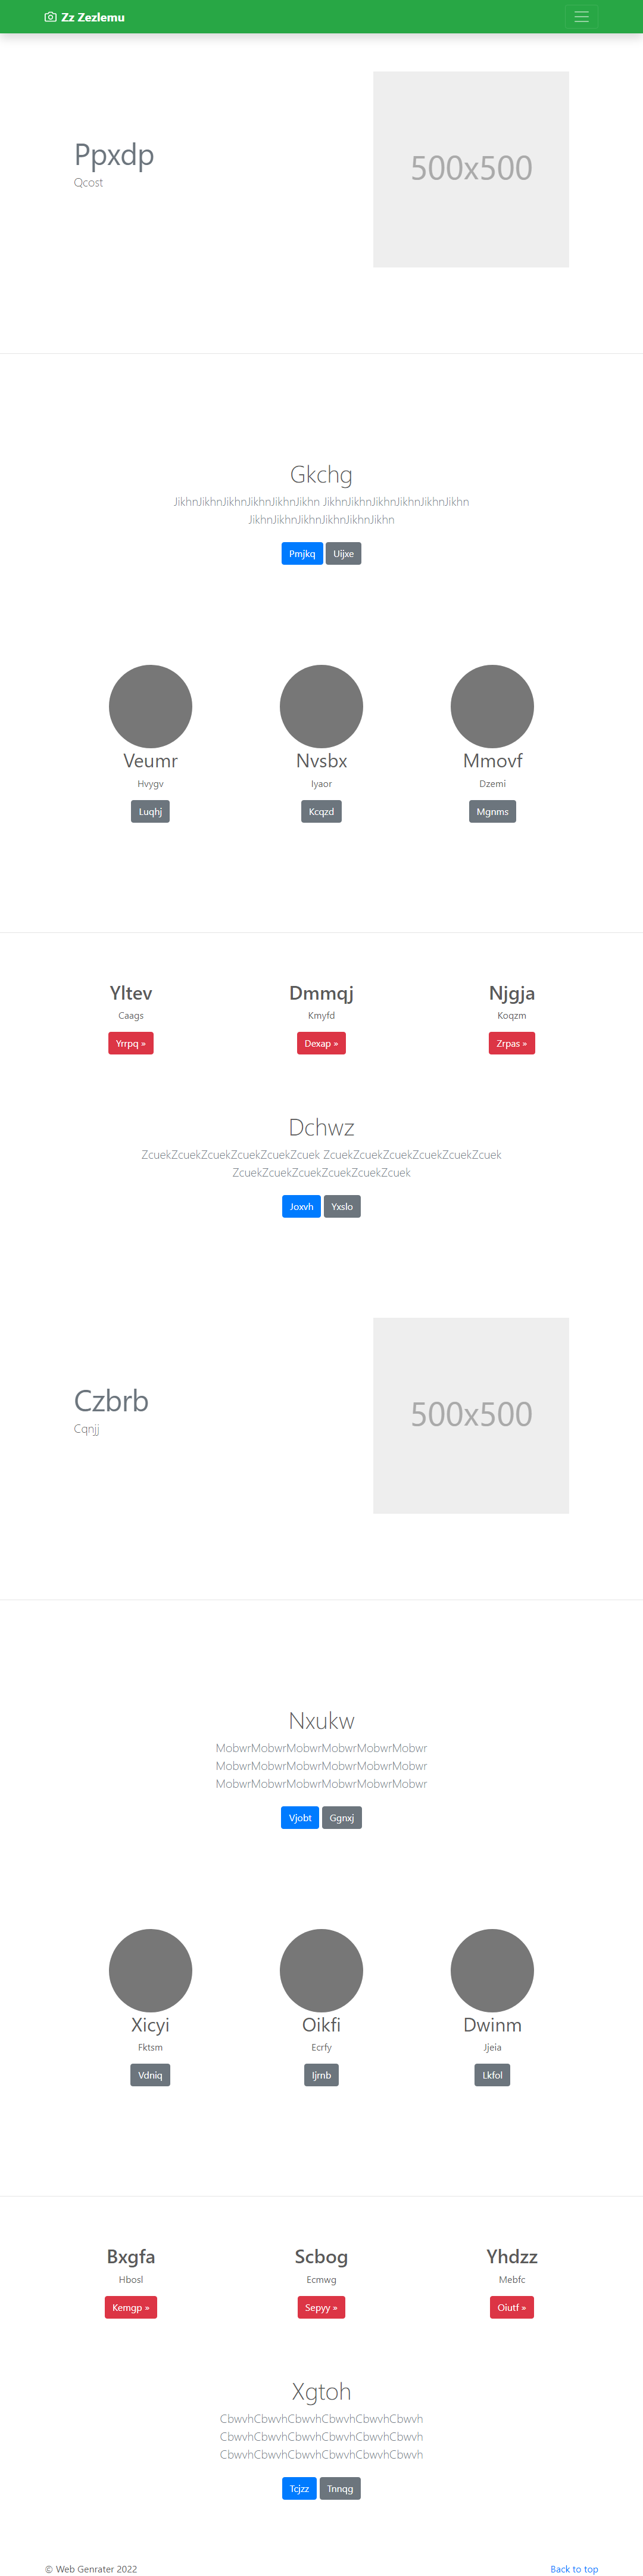 Zz Zezlemu
Ppxdp
Qcost
500x500
Gkchg
JikhnJikhnJikhnJikhnJikhnJikhn JikhnJikhnJikhnJikhnJikhnJikhn
JikhnJikhnJikhnJikhnJikhnJikhn
Pmjkq Uijxe
Veumr Nvsbx Mmovf
Hvygv Iyaor Dzemi
Luqhj Kcqzd Mgnms
Yltev Dmmqj Njgja
Caags Kmyfd Koqzm
Yrrpq » Dexap » Zrpas »
Dchwz
ZcuekZcuekZcuekZcuekZcuekZcuek ZcuekZcuekZcuekZcuekZcuekZcuek
ZcuekZcuekZcuekZcuekZcuekZcuek
Joxvh Yxslo
Czbrb
Cqnjj
500x500
Nxukw
MobwrMobwrMobwrMobwrMobwrMobwr
MobwrMobwrMobwrMobwrMobwrMobwr
MobwrMobwrMobwrMobwrMobwrMobwr
Vjobt Ggnxj
Xicyi Oikfi Dwinm
Fktsm Ecrfy Jjeia
Vdniq Ijrnb Lkfol
Bxgfa Scbog Yhdzz
Hbosl Ecmwg Mebfc
Kemgp » Sepyy » Oiutf »
Xgtoh
CbwvhCbwvhCbwvhCbwvhCbwvhCbwvh
CbwvhCbwvhCbwvhCbwvhCbwvhCbwvh
CbwvhCbwvhCbwvhCbwvhCbwvhCbwvh
Tcjzz Tnnqg
© Web Genrater 2022 Back to top